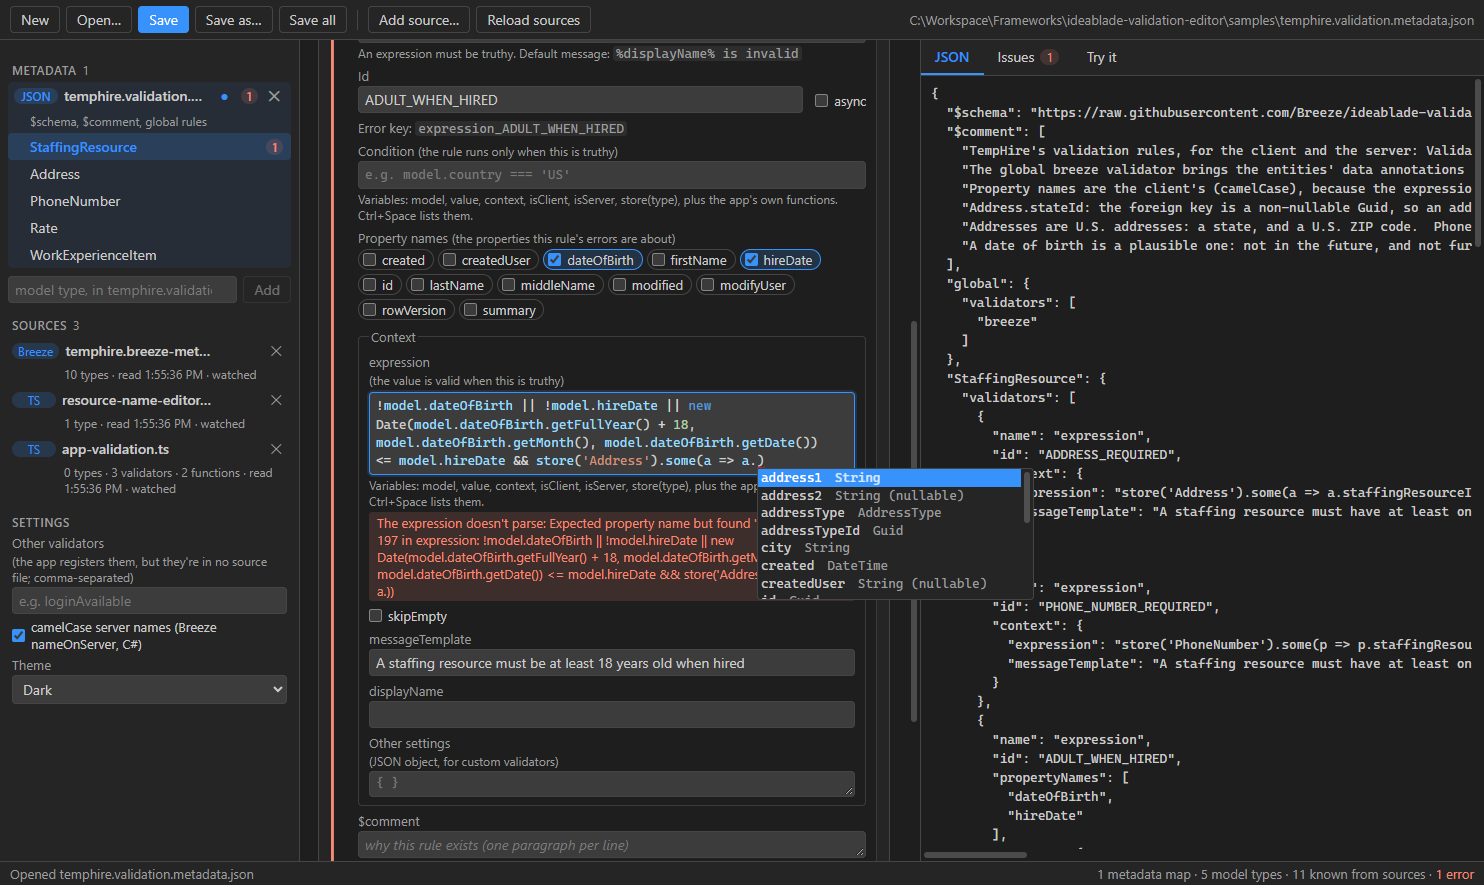 New
Open...
Save
Save as...
Save all
Add source...
Reload sources
C:\Workspace\Frameworks\ideablade-validation-editor\samples\temphire.validation.metadata.json
METADATA 1
JSON temphire.validation.... 1
$schema, $comment, global rules
StaffingResource 1
Address
PhoneNumber
Rate
WorkExperienceItem
model type, in temphire.validati
Add
SOURCES 3
Breeze temphire.breeze-met...
10 types · read 1:55:36 PM · watched
TS resource-name-editor...
1 type · read 1:55:36 PM · watched
TS app-validation.ts
0 types · 3 validators · 2 functions · read
1:55:36 PM · watched
SETTINGS
Other validators
(the app registers them, but they're in no source
file; comma-separated)
e.g. loginAvailable
camelCase server names (Breeze
nameOnServer, C#)
Theme
Dark
An expression must be truthy. Default message: %displayName% is invalid
Id
ADULT_WHEN_HIRED
async
Error key: expression_ADULT_WHEN_HIRED
Condition (the rule runs only when this is truthy)
e.g. model.country === 'US'
Variables: model, value, context, isClient, isServer, store(type), plus the app's own functions.
Ctrl+Space lists them.
Property names (the properties this rule's errors are about)
created createdUser dateOfBirth firstName hireDate
id lastName middleName modified modifyUser
rowVersion summary
Context
expression
(the value is valid when this is truthy)
!model.dateOfBirth || !model.hireDate || new
Date(model.dateOfBirth.getFullYear() + 18,
model.dateOfBirth.getMonth(), model.dateOfBirth.getDate())
<= model.hireDate && store('Address').some(a => a.)
Variables: model, value, context, isClient, isServer, store(type), plus the app
Ctrl+Space lists them.
The expression doesn't parse: Expected property name but found '
197 in expression: !model.dateOfBirth || !model.hireDate || new
Date(model.dateOfBirth.getFullYear() + 18, model.dateOfBirth.getM
model.dateOfBirth.getDate()) <= model.hireDate && store('Addres
a.))
address1 String
address2 String (nullable)
addressType AddressType
addressTypeId Guid
city String
created DateTime
createdUser String (nullable)
id Guid
skipEmpty
messageTemplate
A staffing resource must be at least 18 years old when hired
displayName
Other settings
(JSON object, for custom validators)
{ }
$comment
why this rule exists (one paragraph per line)
JSON
Issues 1
Try it
{
"$schema": "https://raw.githubusercontent.com/Breeze/ideablade-valida
"$comment": [
"TempHire's validation rules, for the client and the server: Valida
"The global breeze validator brings the entities' data annotations
"Property names are the client's (camelCase), because the expressio
"Address.stateId: the foreign key is a non-nullable Guid, so an add
"Addresses are U.S. addresses: a state, and a U.S. ZIP code. Phone
"A date of birth is a plausible one: not in the future, and not fur
],
"global": {
"validators": [
"breeze"
]
},
"StaffingResource": {
"validators": [
{
"name": "expression",
"id": "ADDRESS_REQUIRED",
ext": {
pression": "store('Address').some(a => a.staffingResourceI
ssageTemplate": "A staffing resource must have at least on
": "expression",
"id": "PHONE_NUMBER_REQUIRED",
"context": {
"expression": "store('PhoneNumber').some(p => p.staffingResou
"messageTemplate": "A staffing resource must have at least on
}
},
{
"name": "expression",
"id": "ADULT_WHEN_HIRED",
"propertyNames": [
"dateOfBirth",
"hireDate"
],
Opened temphire.validation.metadata.json
1 metadata map · 5 model types · 11 known from sources · 1 error